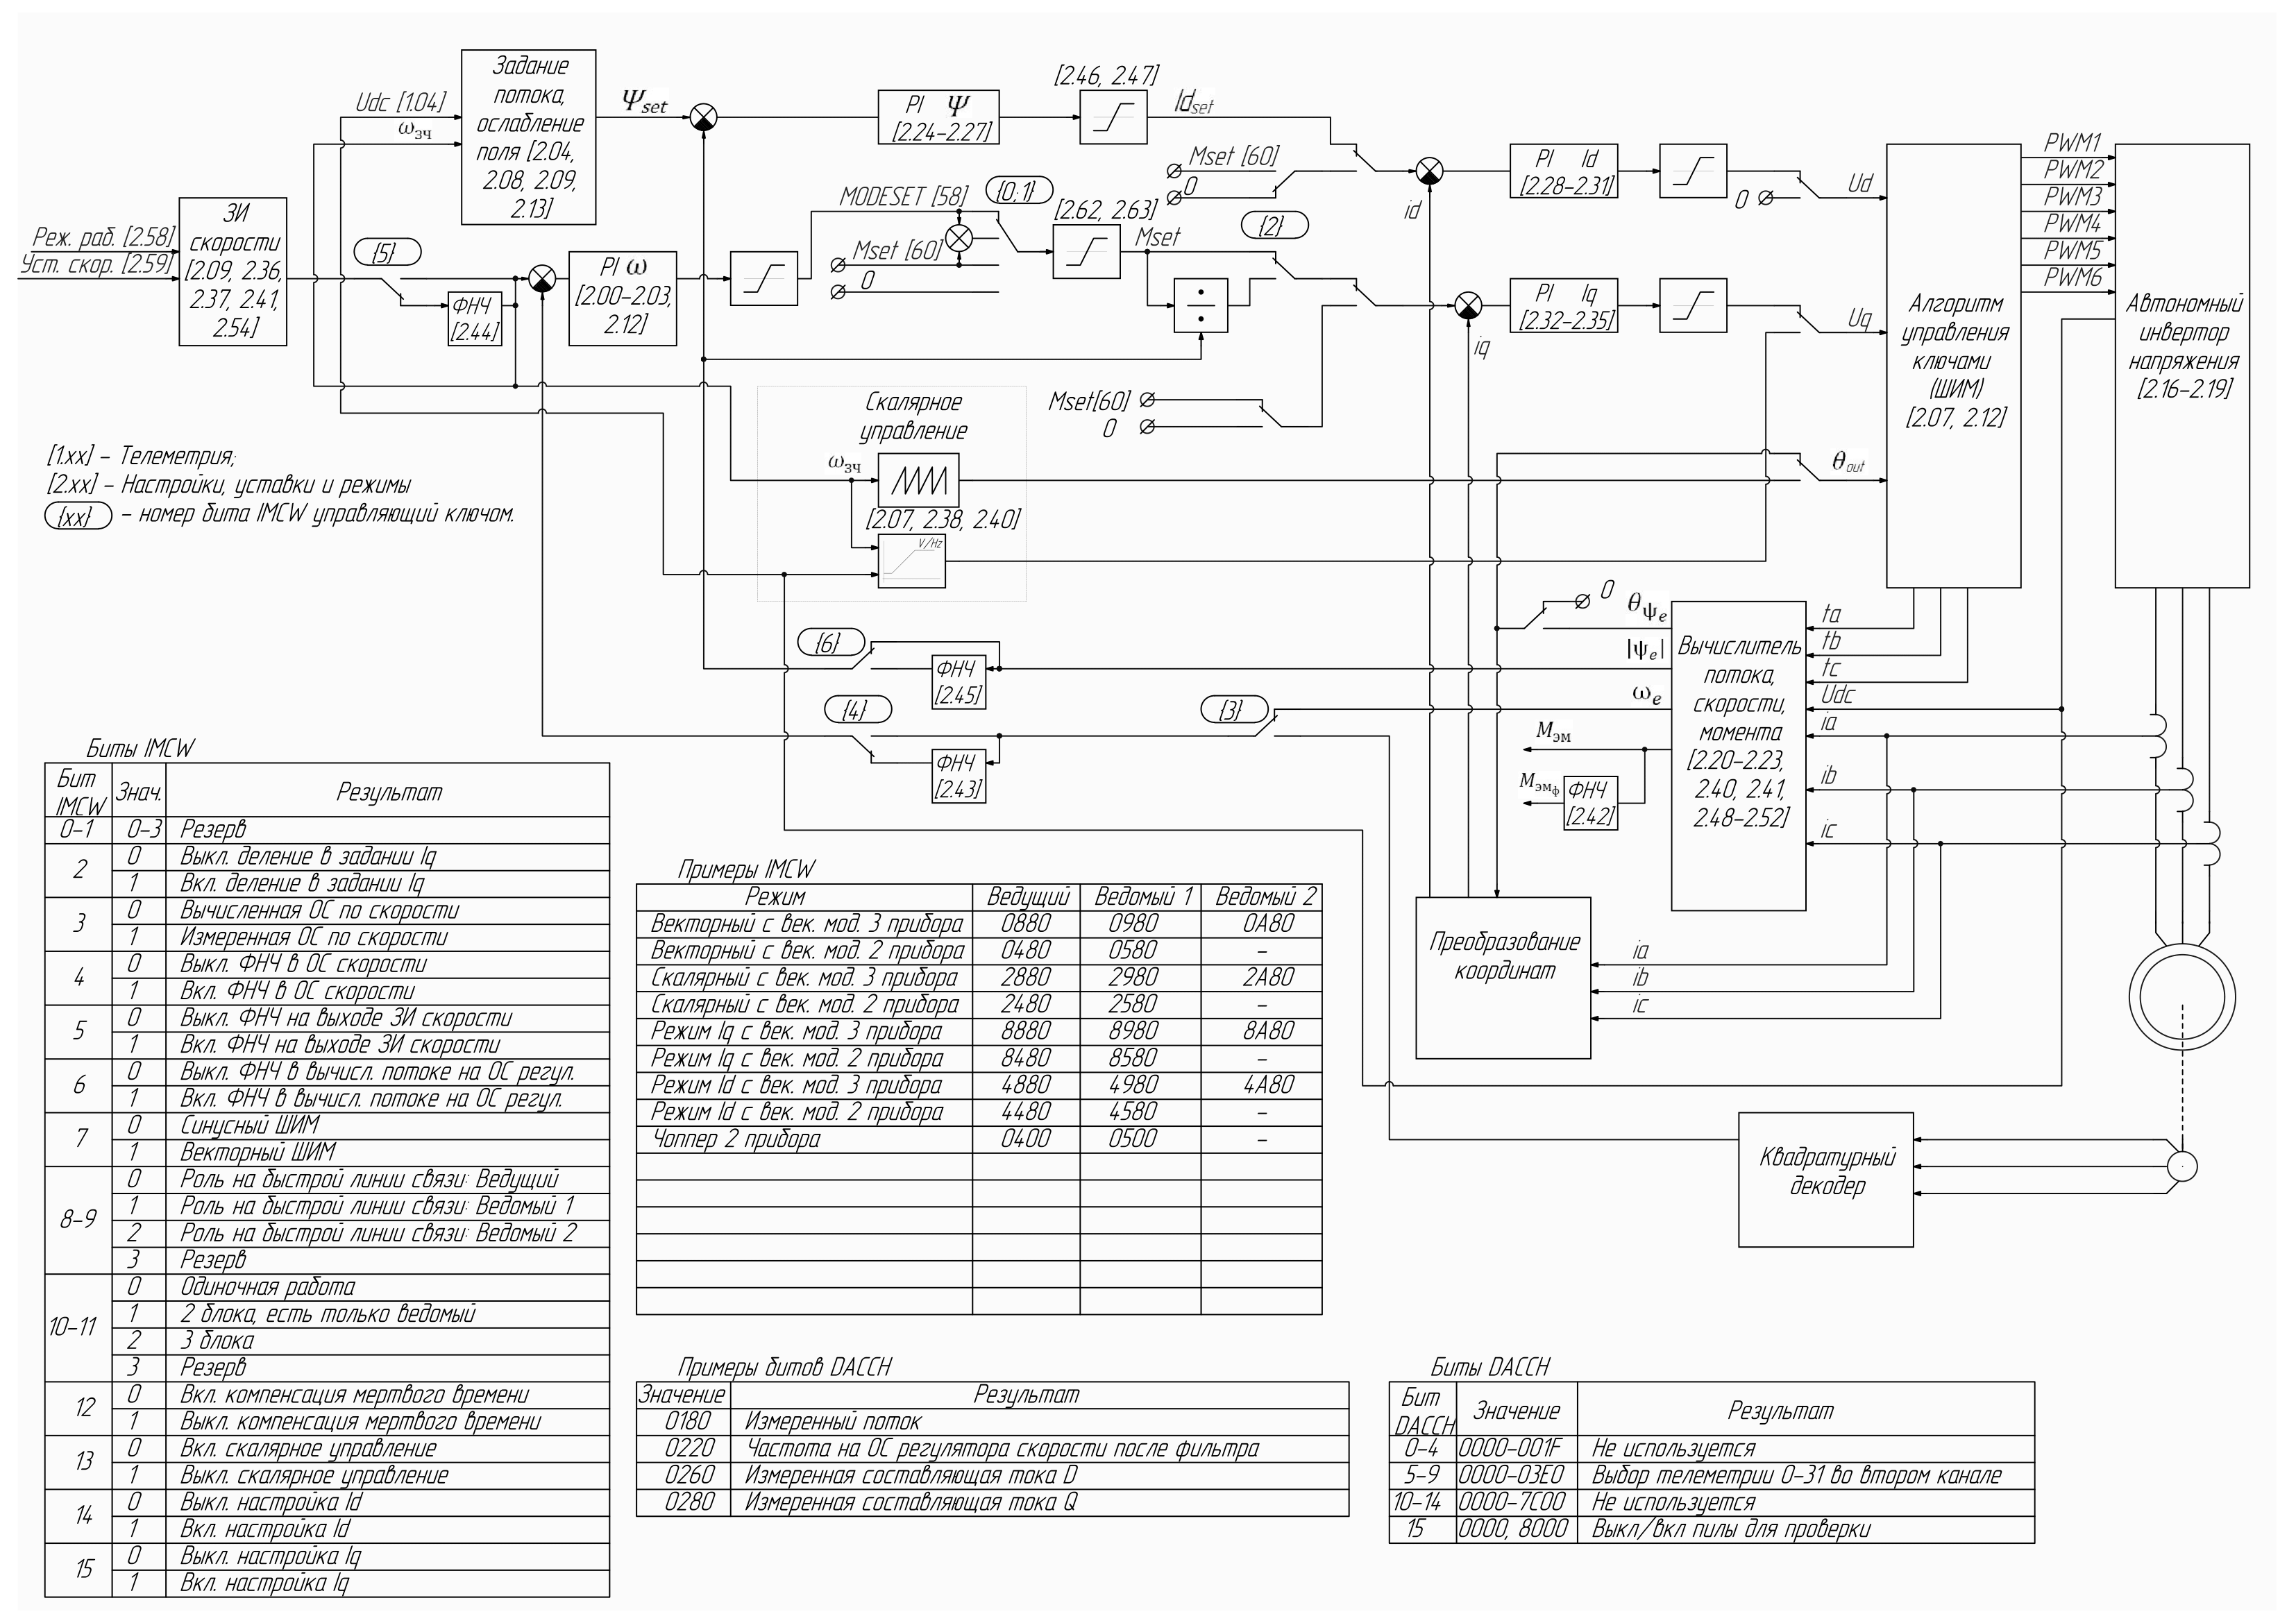 Задание
потока,
ослабление
поля [2.04,
2.08, 2.09,
2.13]
Udc [1.04]
ωзч
Ψset
PI Ψ
[2.24-2.27]
[2.46, 2.47]
Idset
Реж. раб. [2.58]
Уст. скор. [2.59]
ЗИ
скорости
[2.09, 2.36,
2.37, 2.41,
2.54]
{5}
ФНЧ
[2.44]
PI ω
[2.00-2.03,
2.12]
MODESET [58]
{0;1}
Mset [60]
0
[2.62, 2.63]
Mset
Mset [60]
0
{2}
id
PI Id
[2.28-2.31]
0
Ud
iq
PI Iq
[2.32-2.35]
Uq
Mset[60]
0
Алгоритм
управления
ключами
(ШИМ)
[2.07, 2.12]
PWM1
PWM2
PWM3
PWM4
PWM5
PWM6
Автономный
инвертор
напряжения
[2.16-2.19]
Скалярное
управление
ωзч
[2.07, 2.38, 2.40]
V/Hz
θout
[1.xx] - Телеметрия;
[2.xx] - Настройки, уставки и режимы
{xx} - номер бита IMCW управляющий ключом.
0
θψe
|ψe|
ωe
{6}
ФНЧ
[2.45]
{4}
ФНЧ
[2.43]
{3}
Mэм
Mэмф
ФНЧ
[2.42]
Вычислитель
потока,
скорости,
момента
[2.20-2.23,
2.40, 2.41,
2.48-2.52]
ta
tb
tc
Udc
ia
ib
ic
Преобразование
координат
ia
ib
ic
Квадратурный
декодер
Биты IMCW
Бит IMCW Знач. Результат
0-1 0-3 Резерв
2 0 Выкл. деление в задании Iq
1 Вкл. деление в задании Iq
3 0 Вычисленная ОС по скорости
1 Измеренная ОС по скорости
4 0 Выкл. ФНЧ в ОС скорости
1 Вкл. ФНЧ в ОС скорости
5 0 Выкл. ФНЧ на выходе ЗИ скорости
1 Вкл. ФНЧ на выходе ЗИ скорости
6 0 Выкл. ФНЧ в вычисл. потоке на ОС регул.
1 Вкл. ФНЧ в вычисл. потоке на ОС регул.
7 0 Синусный ШИМ
1 Векторный ШИМ
8-9 0 Роль на быстрой линии связи: Ведущий
1 Роль на быстрой линии связи: Ведомый 1
2 Роль на быстрой линии связи: Ведомый 2
3 Резерв
10-11 0 Одиночная работа
1 2 блока, есть только ведомый
2 3 блока
3 Резерв
12 0 Вкл. компенсация мертвого времени
1 Выкл. компенсация мертвого времени
13 0 Вкл. скалярное управление
1 Выкл. скалярное управление
14 0 Выкл. настройка Id
1 Вкл. настройка Id
15 0 Выкл. настройка Iq
1 Вкл. настройка Iq
Примеры IMCW
Режим Ведущий Ведомый 1 Ведомый 2
Векторный с век. мод. 3 прибора 0880 0980 0A80
Векторный с век. мод. 2 прибора 0480 0580 -
Скалярный с век. мод. 3 прибора 2880 2980 2A80
Скалярный с век. мод. 2 прибора 2480 2580 -
Режим Iq с век. мод. 3 прибора 8880 8980 8A80
Режим Iq с век. мод. 2 прибора 8480 8580 -
Режим Id с век. мод. 3 прибора 4880 4980 4A80
Режим Id с век. мод. 2 прибора 4480 4580 -
Чоппер 2 прибора 0400 0500 -
Примеры битов DACCH
Значение Результат
0180 Измеренный поток
0220 Частота на ОС регулятора скорости после фильтра
0260 Измеренная составляющая тока D
0280 Измеренная составляющая тока Q
Биты DACCH
Бит DACCH Значение Результат
0-4 0000-001F Не используется
5-9 0000-03E0 Выбор телеметрии 0-31 во втором канале
10-14 0000-7C00 Не используется
15 0000, 8000 Выкл/вкл пилы для проверки